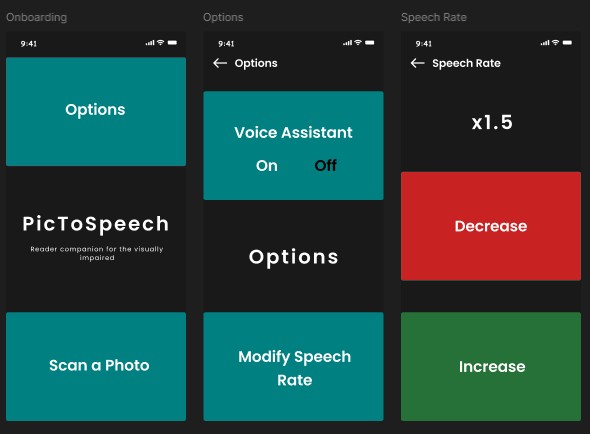 Onboarding
9:41
Options
PicToSpeech
Reader companion for the visually
impaired
Scan a Photo
Options
9:41
← Options
Voice Assistant
On Off
Options
Modify Speech
Rate
Speech Rate
9:41
← Speech Rate
x1.5
Decrease
Increase